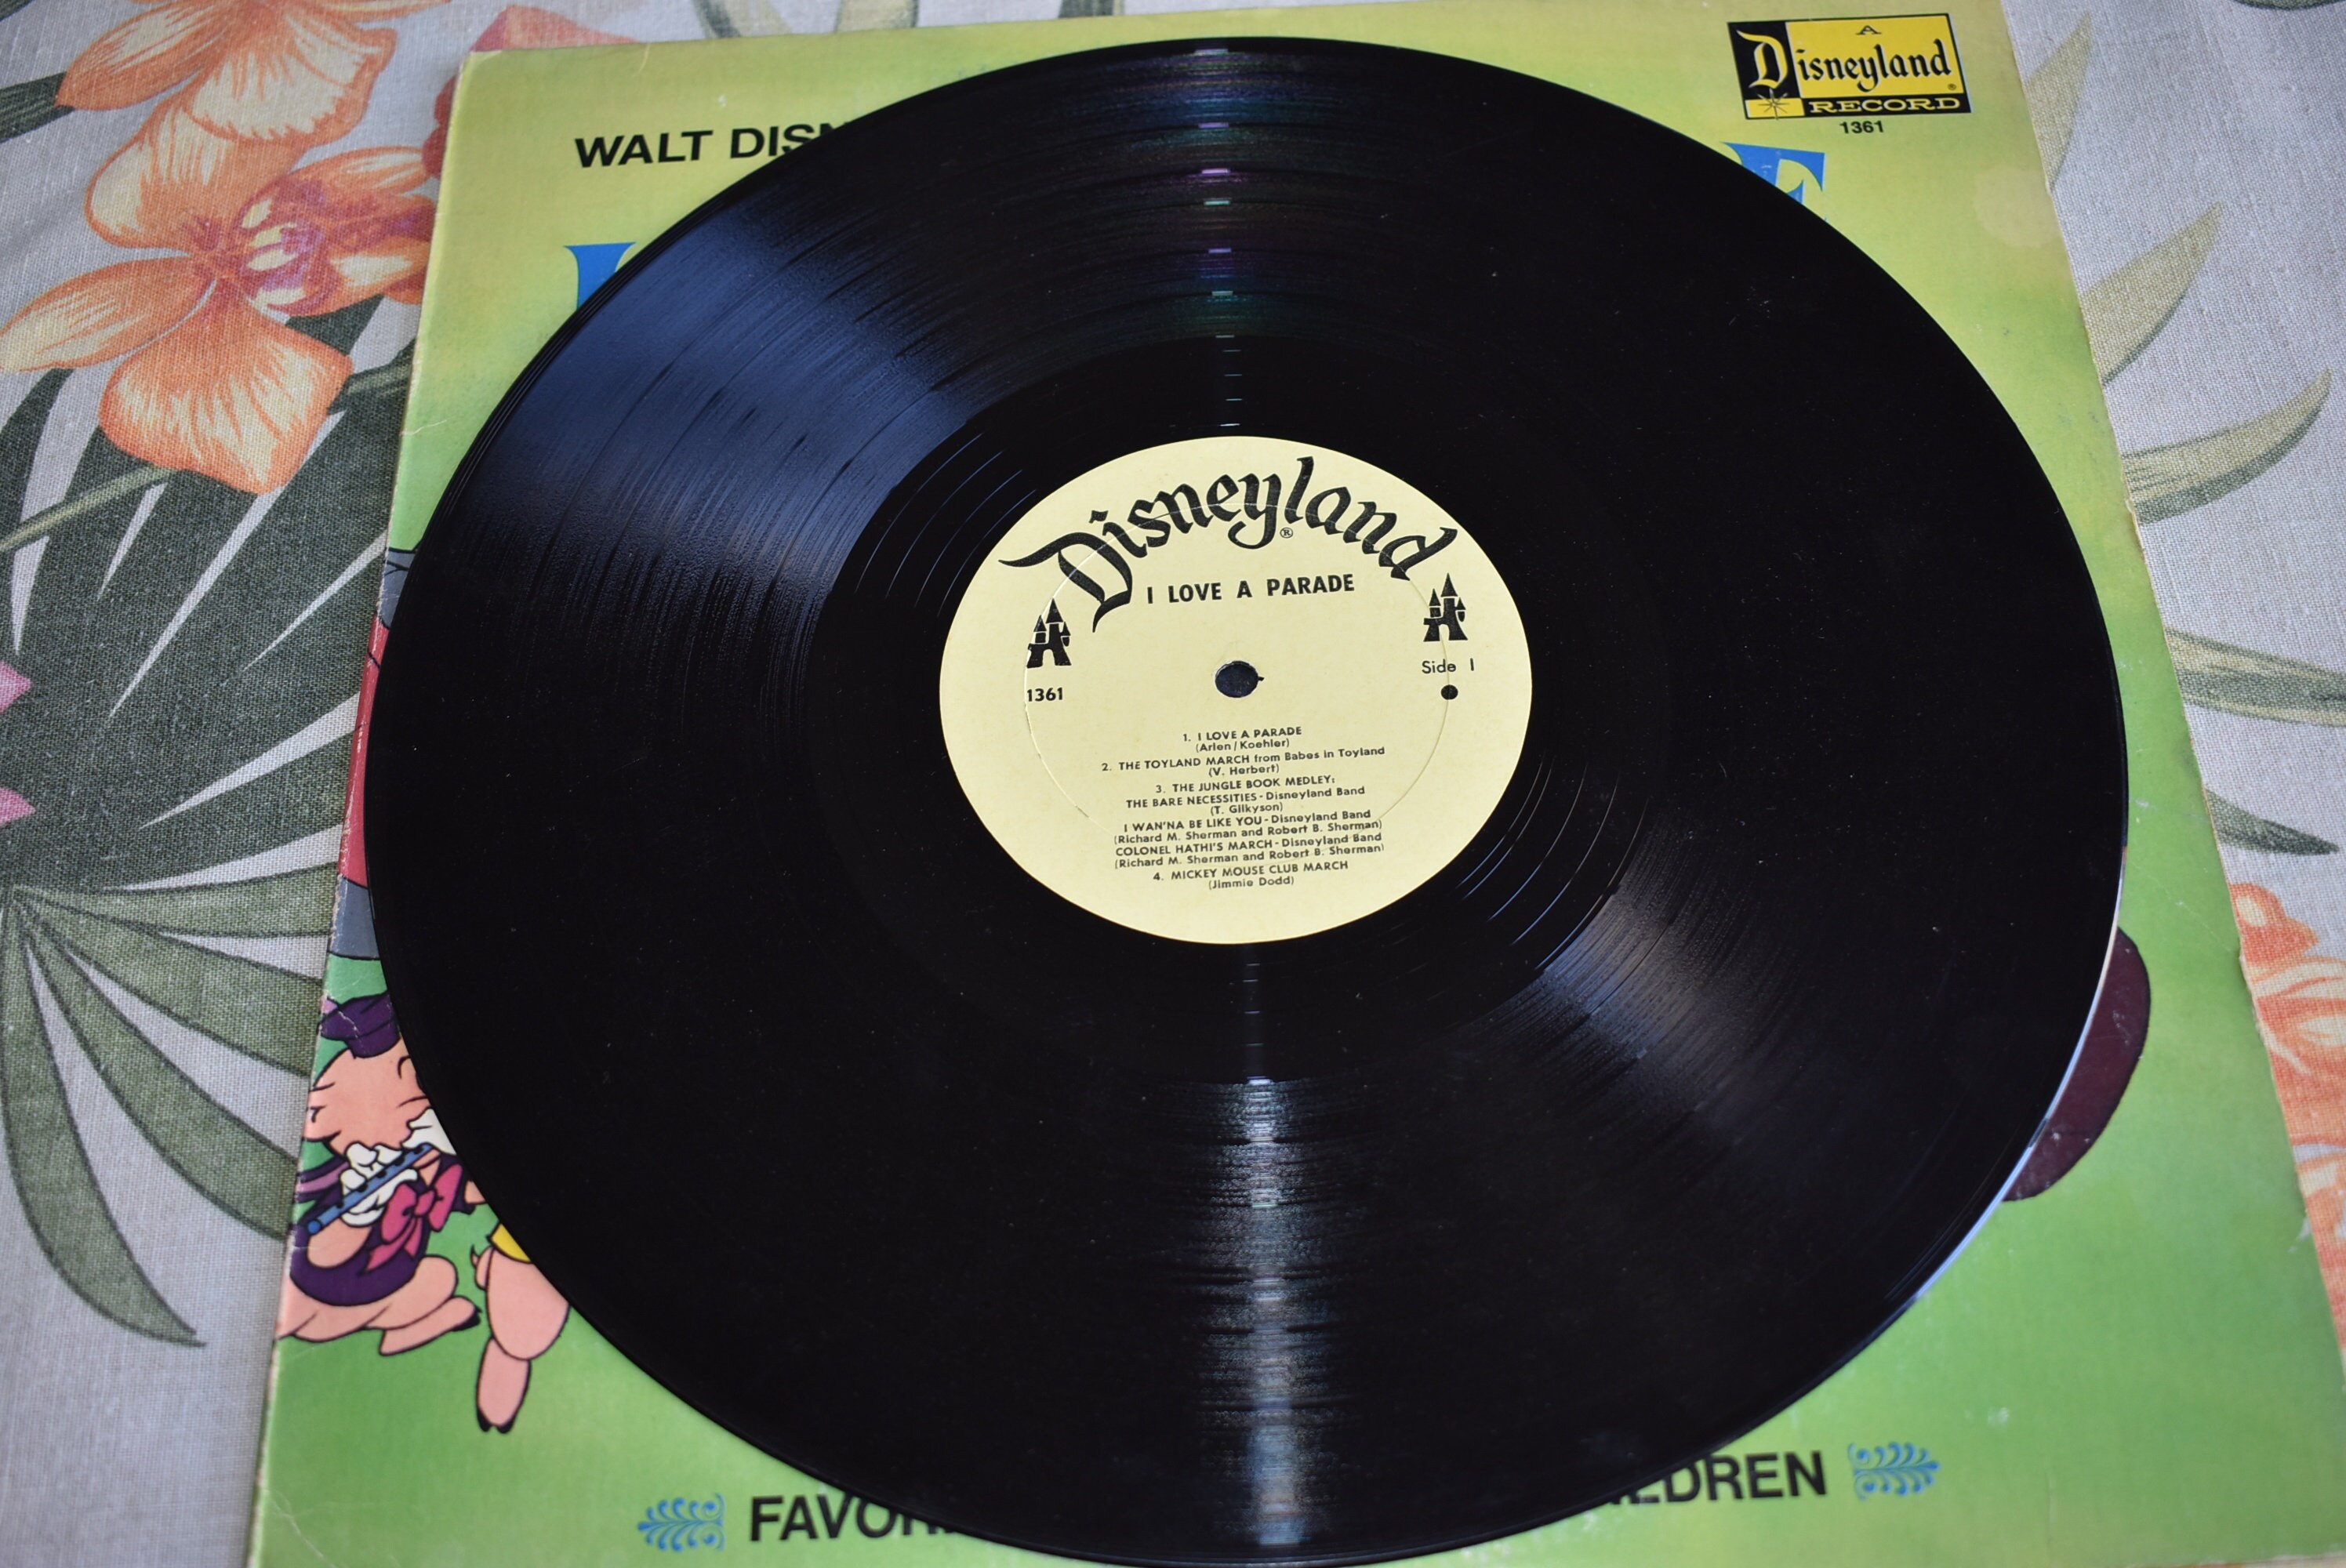 A
Disneyland®
RECORD
1361
WALT
E
Disneyland
®
I LOVE A PARADE
Side 1
1361
1. I LOVE A PARADE
(Arlen/Koehler)
2. THE TOYLAND MARCH from Babes in Toyland
(V. Herbert)
3. THE JUNGLE BOOK MEDLEY:
THE BARE NECESSITIES - Disneyland Band
(T. Gilkyson)
I WAN'NA BE LIKE YOU - Disneyland Band
(Richard M. Sherman and Robert B. Sherman)
COLONEL HATHI'S MARCH - Disneyland Band
(Richard M. Sherman and Robert B. Sherman)
4. MICKEY MOUSE CLUB MARCH
(Jimmie Dodd)